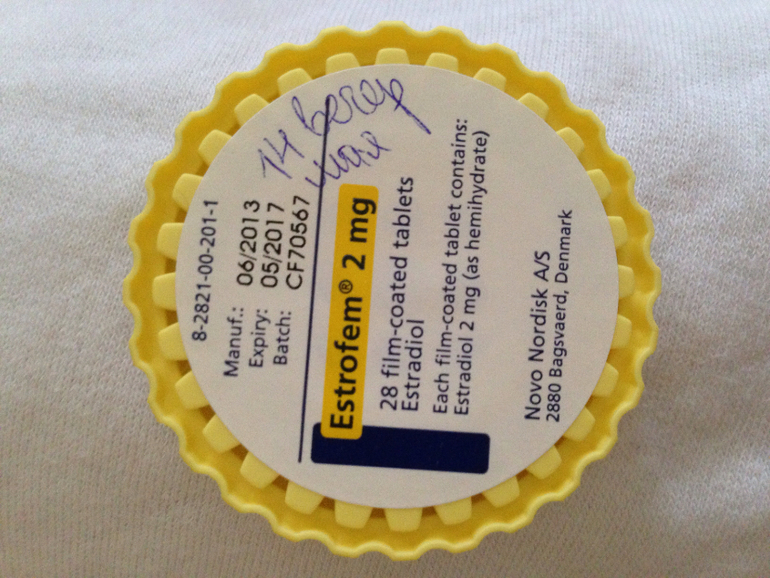 8-2821-00-201-1
Manuf.: 06/2013
Expiry: 05/2017
Batch: CF70567
Estrofem® 2 mg
28 film-coated tablets
Estradiol
Each film-coated tablet contains:
Estradiol 2 mg (as hemihydrate)
Novo Nordisk A/S
2880 Bagsvaerd, Denmark
14